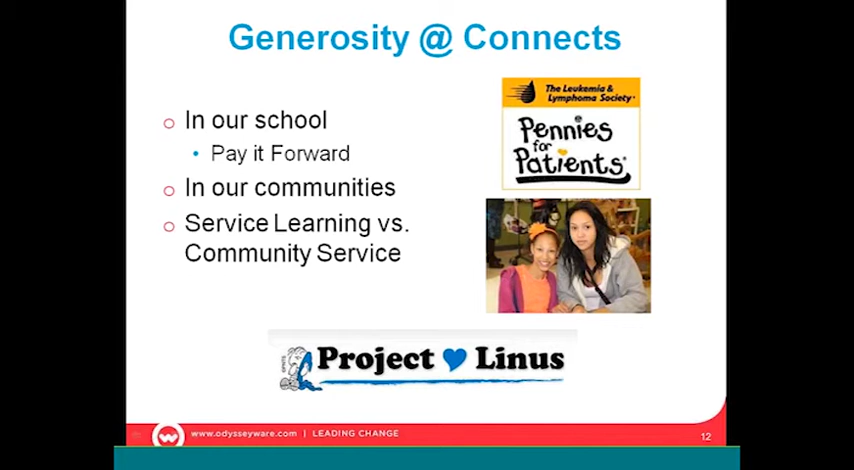 Generosity @ Connects
In our school
Pay it Forward
In our communities
Service Learning vs.
Community Service
The Leukemia &
Lymphoma Society
Pennies
for
Patients
Project Linus
www.odysseyware.com | LEADING CHANGE
12